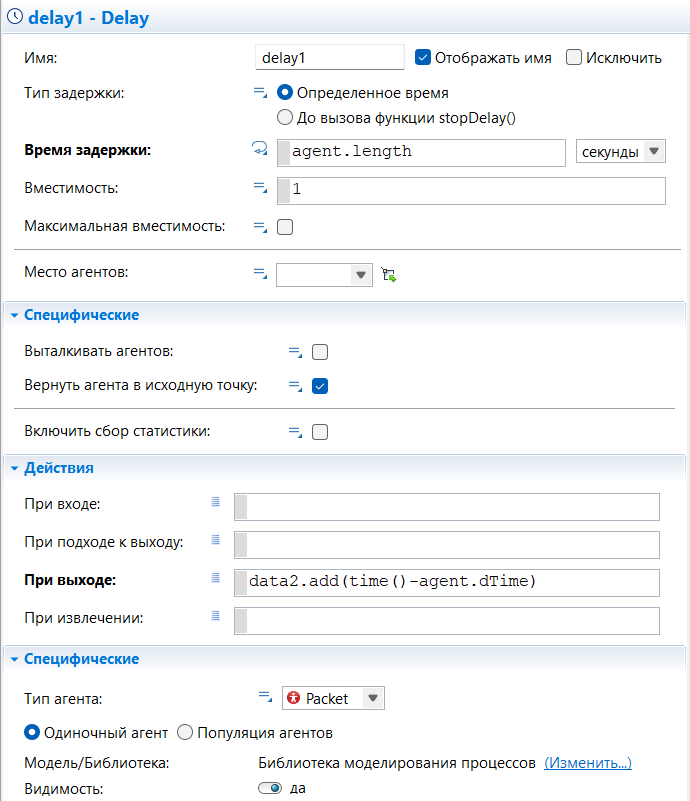 delay1 - Delay
Имя: delay1 Отображать имя Исключить
Тип задержки: Определенное время
До вызова функции stopDelay()
Время задержки: agent.length секунды
Вместимость: 1
Максимальная вместимость:
Место агентов:
Специфические
Выталкивать агентов:
Вернуть агента в исходную точку:
Включить сбор статистики:
Действия
При входе:
При подходе к выходу:
При выходе: data2.add(time()-agent.dTime)
При извлечении:
Специфические
Тип агента: Packet
Одиночный агент Популяция агентов
Модель/Библиотека: Библиотека моделирования процессов (Изменить...)
Видимость: да